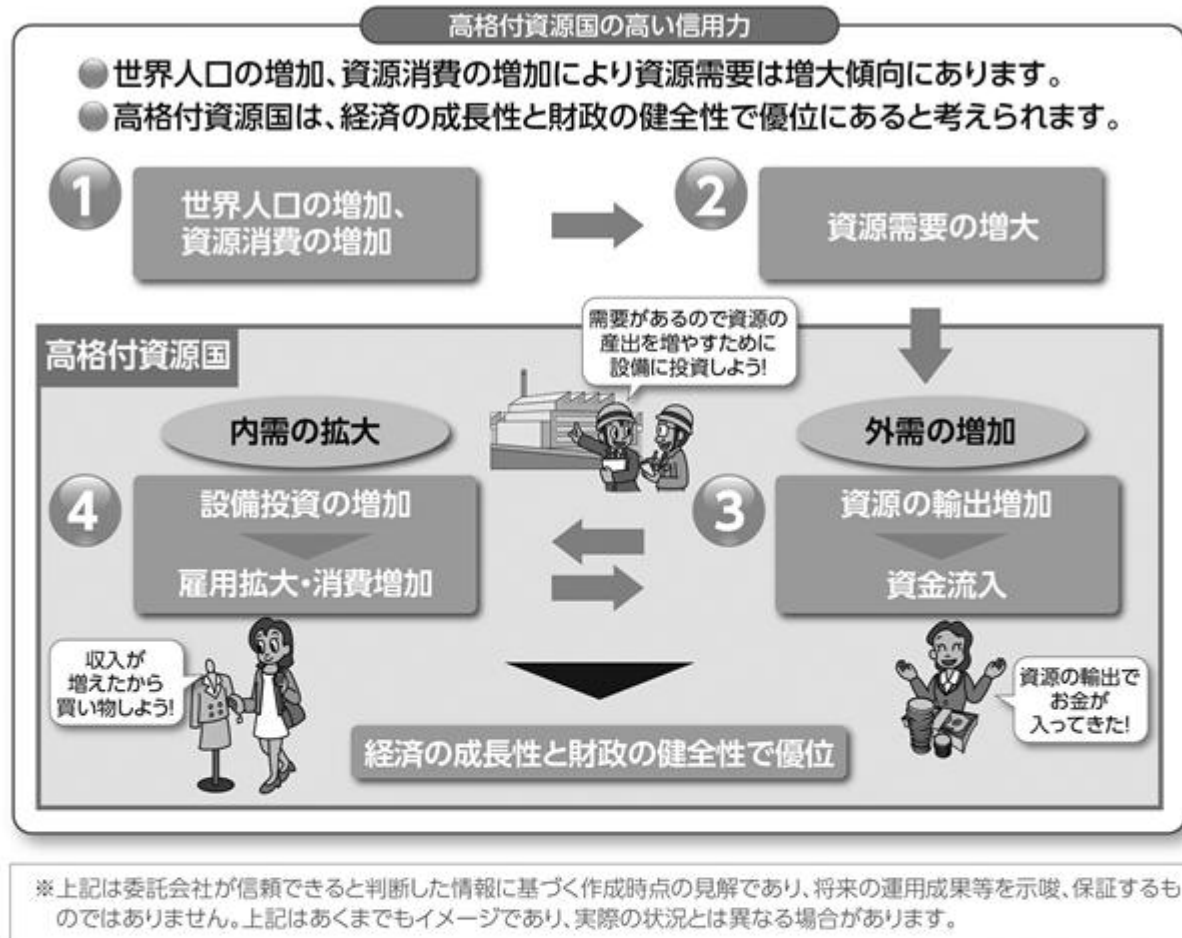 高格付資源国の高い信用力
●世界人口の増加、資源消費の増加により資源需要は増大傾向にあります。
●高格付資源国は、経済の成長性と財政の健全性で優位にあると考えられます。
1
世界人口の増加、
資源消費の増加
2
資源需要の増大
高格付資源国
需要があるので資源の
産出を増やすために
設備に投資しよう!
外需の増加
3
資源の輸出増加
資金流入
資源の輸出で
お金が
入ってきた!
内需の拡大
4
設備投資の増加
雇用拡大・消費増加
収入が
増えたから
買い物しよう!
経済の成長性と財政の健全性で優位
※上記は委託会社が信頼できると判断した情報に基づく作成時点の見解であり、将来の運用成果等を示唆、保証するも
のではありません。上記はあくまでもイメージであり、実際の状況とは異なる場合があります。